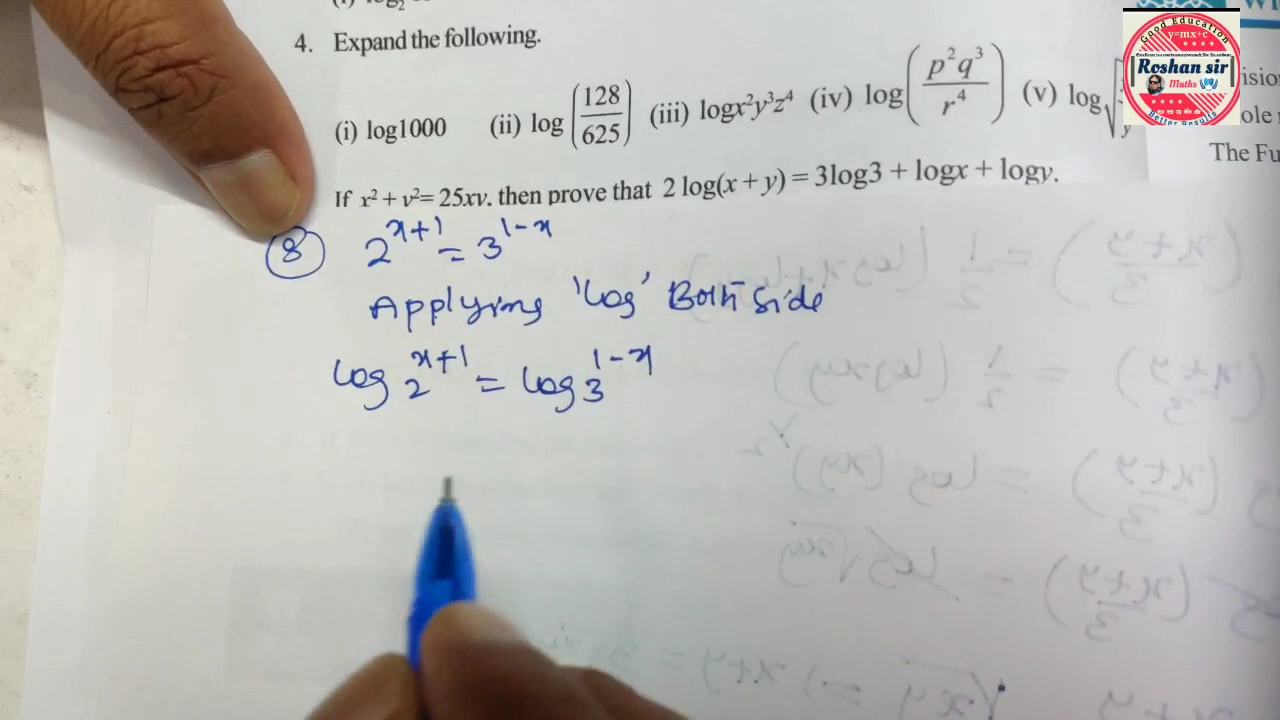 4. Expand the following.
(i) log1000 (ii) log (128/625) (iii) logx²y³z⁴ (iv) log (p²q³/r⁴) (v) log√
If x² + y² = 25xy, then prove that 2 log(x + y) = 3log3 + logx + logy.
8 2^(x+1) = 3^(1-x)
Applying 'log' Both side
log 2^(x+1) = log 3^(1-x)
Good Education
y=mx+c
Roshan sir
Maths
Better Results
ision
ole
The Fu